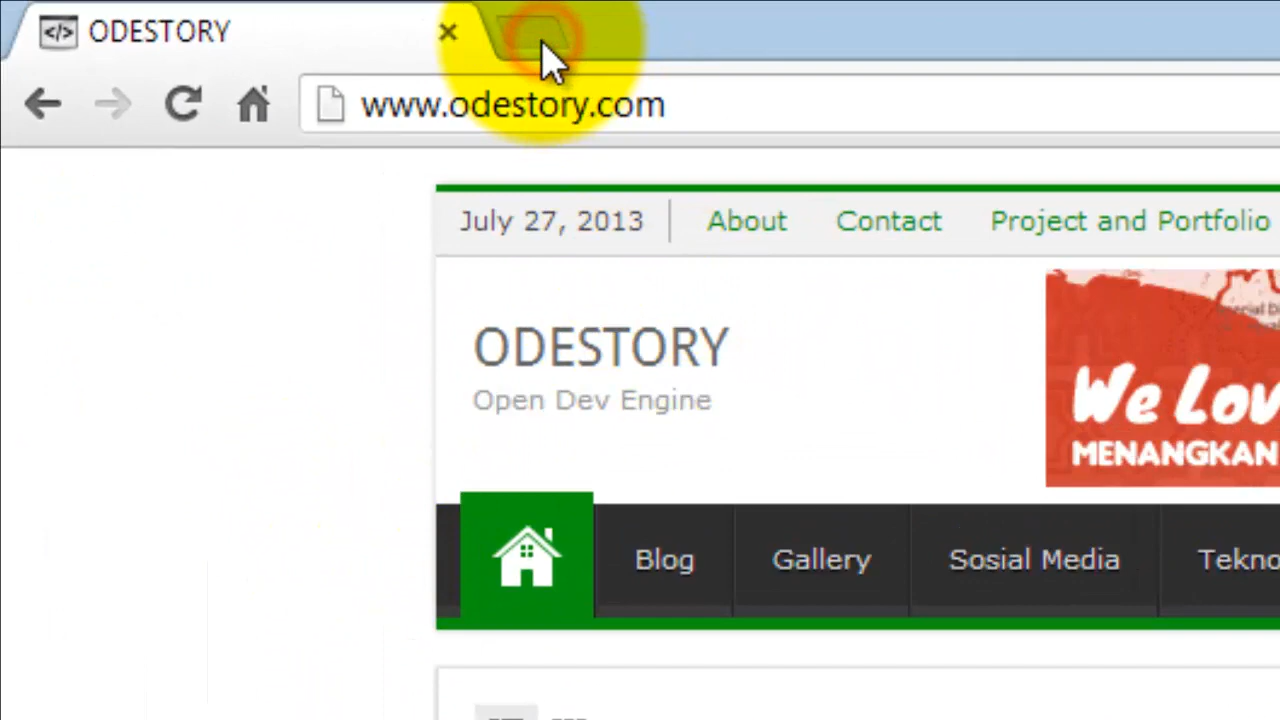 </> ODESTORY
www.odestory.com
July 27, 2013 About Contact Project and Portfolio
ODESTORY
Open Dev Engine
We Lov
MENANGKAN
Blog Gallery Sosial Media Tekno